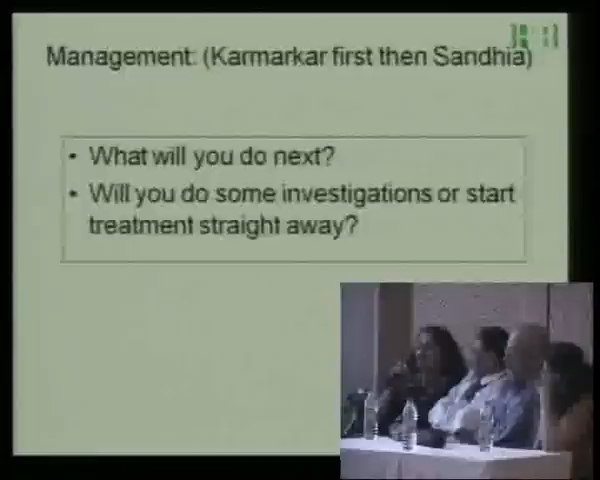 Management: (Karmarkar first then Sandhia)
• What will you do next?
• Will you do some investigations or start
treatment straight away?